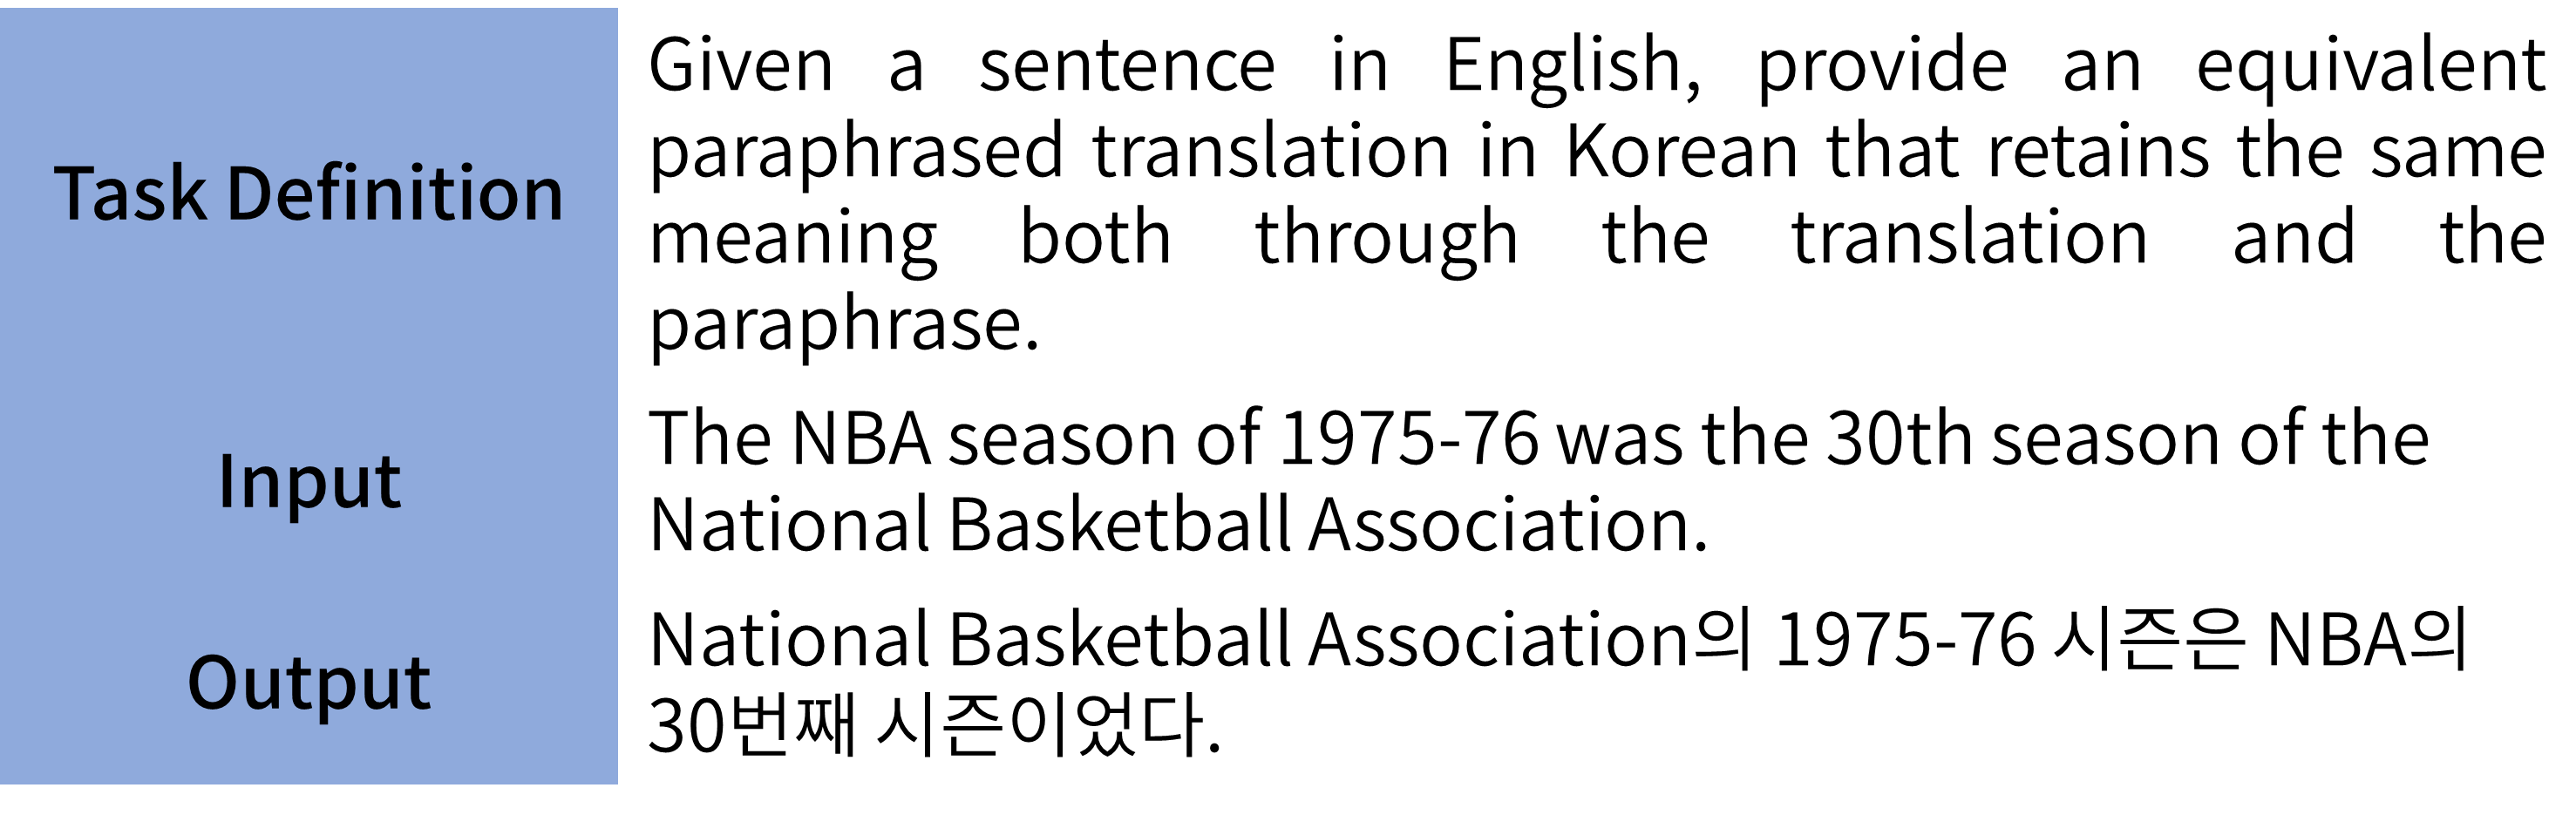 Task Definition
Given a sentence in English, provide an equivalent
paraphrased translation in Korean that retains the same
meaning both through the translation and the
paraphrase.
Input
The NBA season of 1975-76 was the 30th season of the
National Basketball Association.
Output
National Basketball Association의 1975-76 시즌은 NBA의
30번째 시즌이었다.